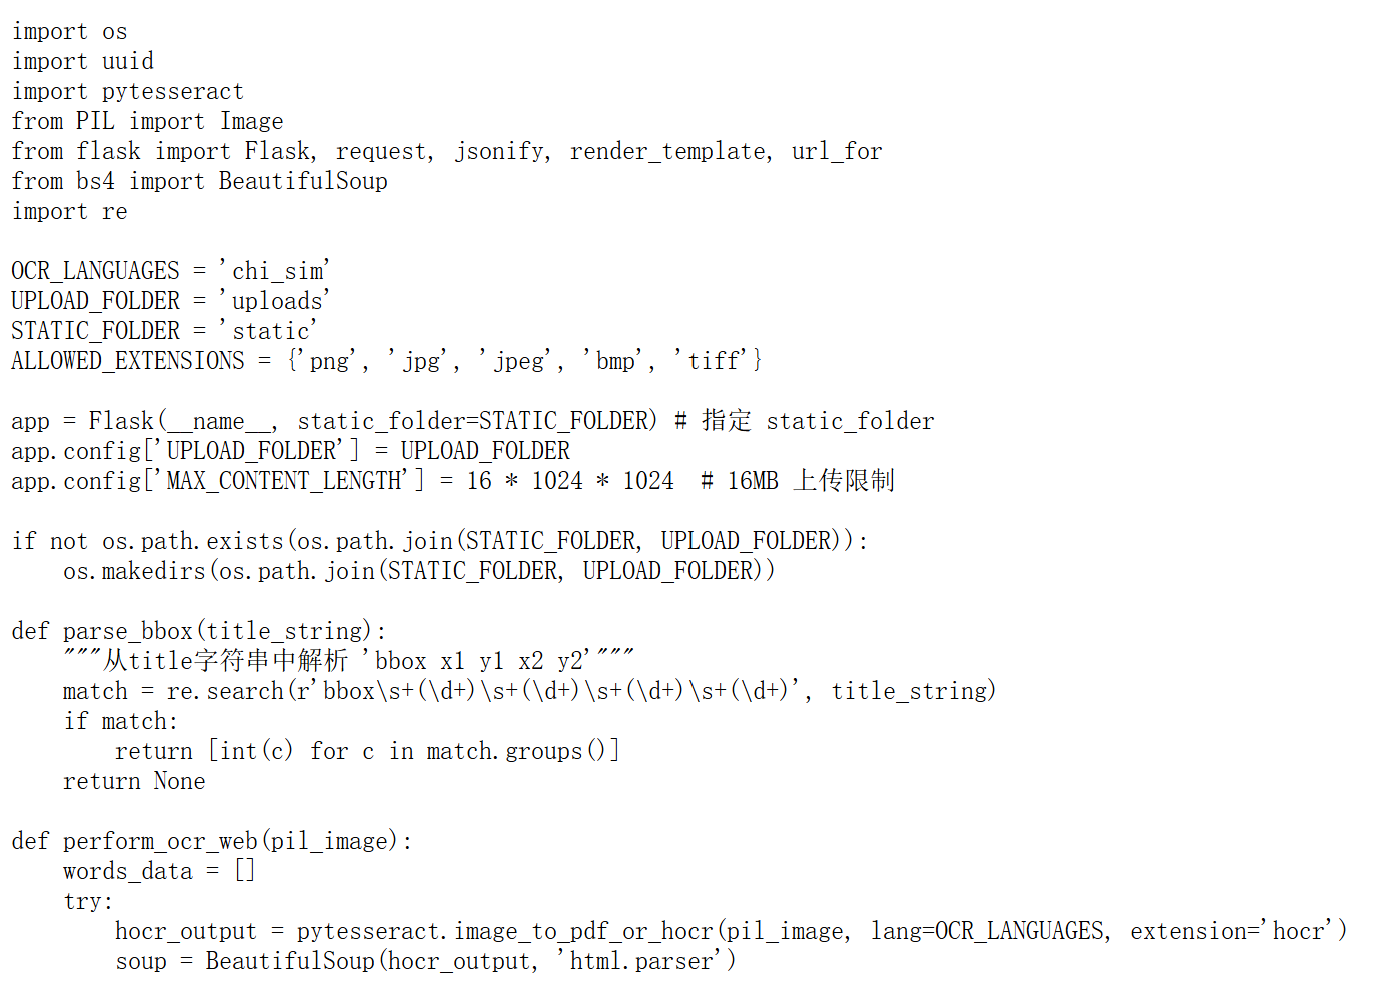 import os
import uuid
import pytesseract
from PIL import Image
from flask import Flask, request, jsonify, render_template, url_for
from bs4 import BeautifulSoup
import re

OCR_LANGUAGES = 'chi_sim'
UPLOAD_FOLDER = 'uploads'
STATIC_FOLDER = 'static'
ALLOWED_EXTENSIONS = {'png', 'jpg', 'jpeg', 'bmp', 'tiff'}

app = Flask(__name__, static_folder=STATIC_FOLDER) # 指定 static_folder
app.config['UPLOAD_FOLDER'] = UPLOAD_FOLDER
app.config['MAX_CONTENT_LENGTH'] = 16 * 1024 * 1024  # 16MB 上传限制

if not os.path.exists(os.path.join(STATIC_FOLDER, UPLOAD_FOLDER)):
    os.makedirs(os.path.join(STATIC_FOLDER, UPLOAD_FOLDER))

def parse_bbox(title_string):
    """从title字符串中解析 'bbox x1 y1 x2 y2'"""
    match = re.search(r'bbox\s+(\d+)\s+(\d+)\s+(\d+)\s+(\d+)', title_string)
    if match:
        return [int(c) for c in match.groups()]
    return None

def perform_ocr_web(pil_image):
    words_data = []
    try:
        hocr_output = pytesseract.image_to_pdf_or_hocr(pil_image, lang=OCR_LANGUAGES, extension='hocr')
        soup = BeautifulSoup(hocr_output, 'html.parser')